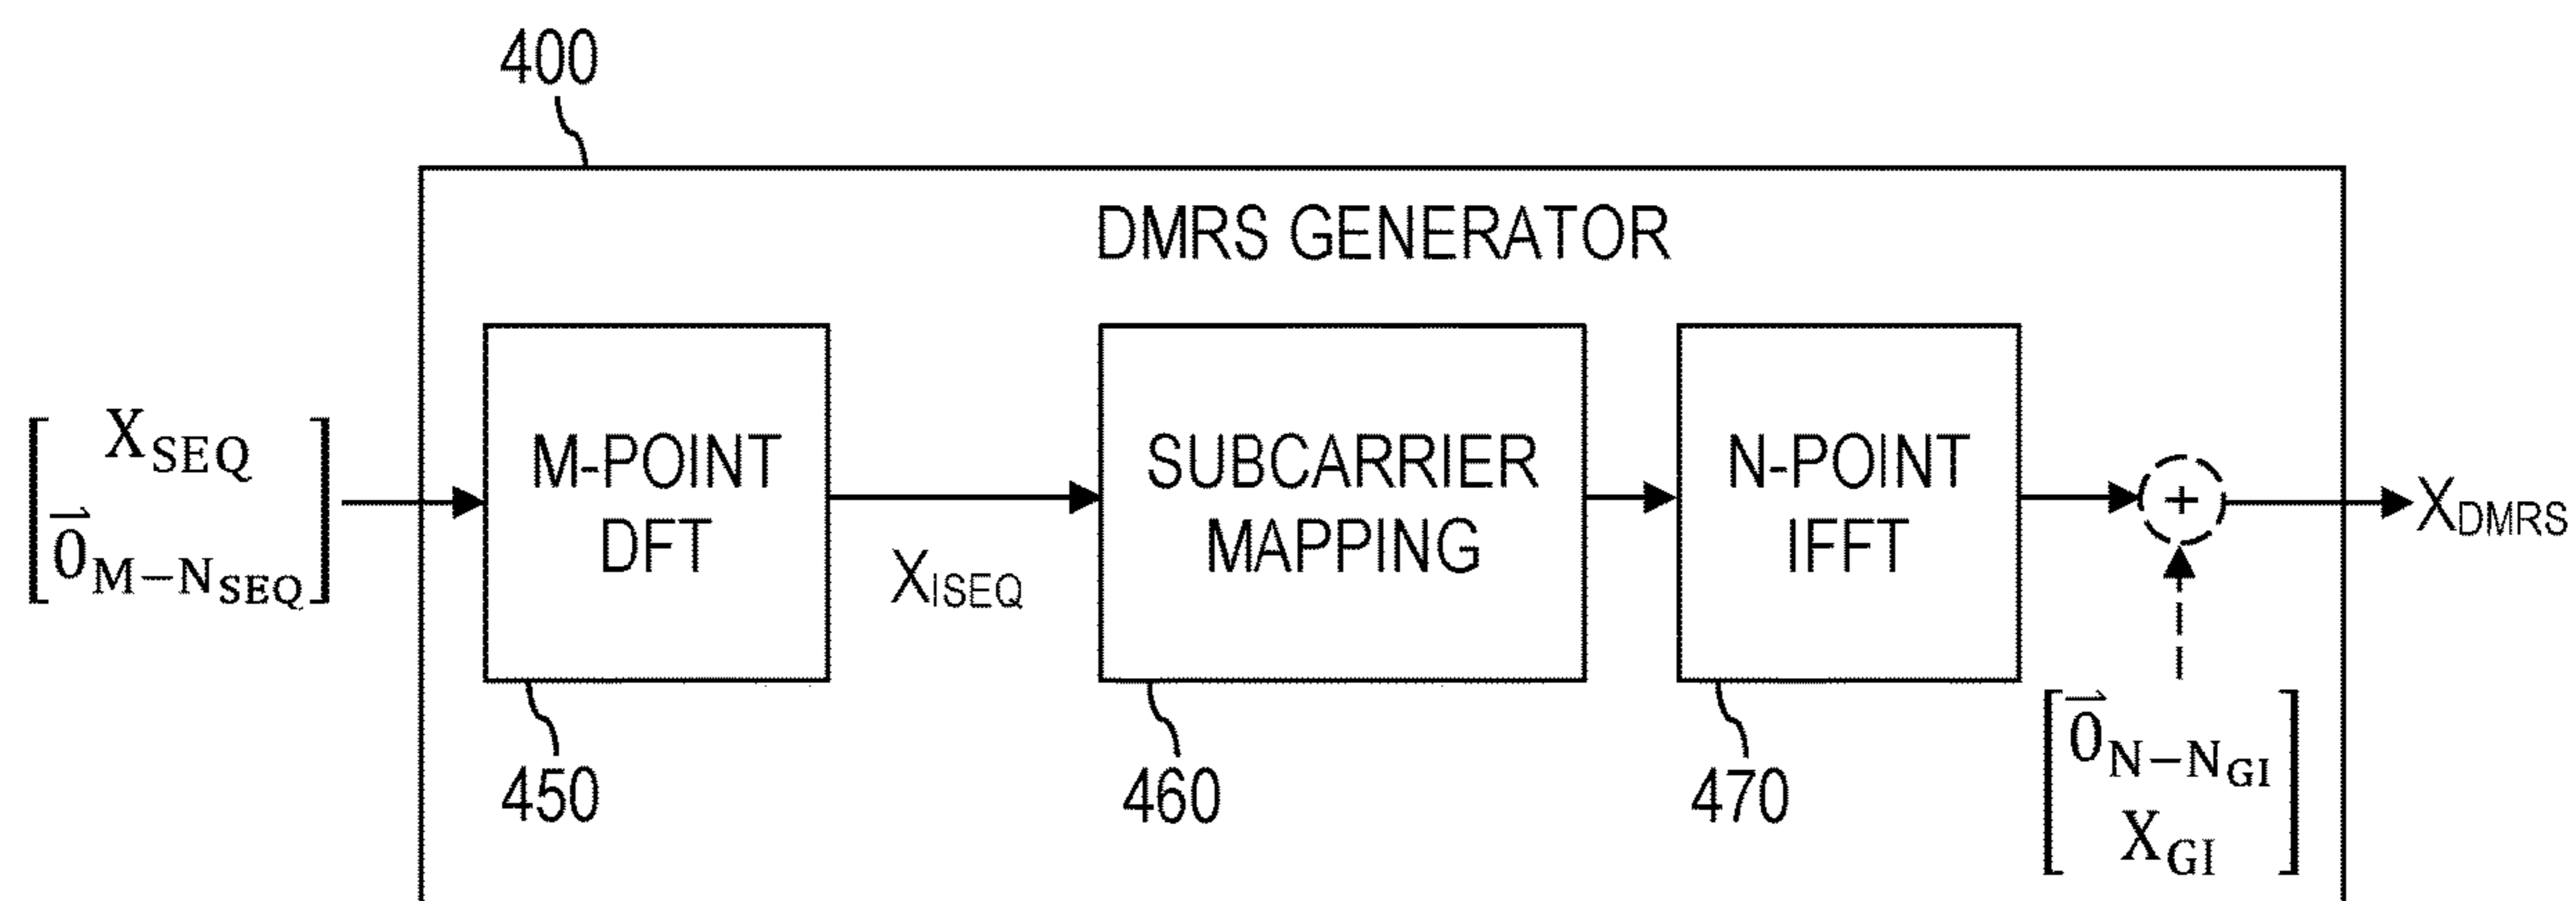 400
DMRS GENERATOR
X_SEQ
0⃗_M−N_SEQ
M-POINT
DFT
X_ISEQ
SUBCARRIER
MAPPING
N-POINT
IFFT
+
X_DMRS
0⃗_N−N_GI
X_GI
450
460
470